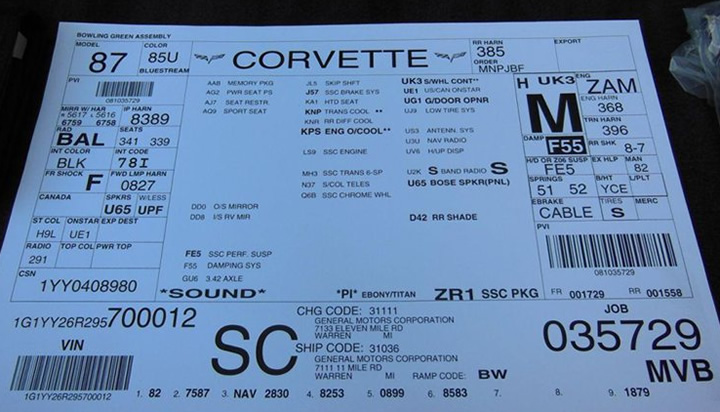 BOWLING GREEN ASSEMBLY
MODEL 87 COLOR 85U BLUESTREAM
CORVETTE
RR HARN 385
ORDER MNPJBF
EXPORT
PVI
081035729
MIRR W/ HAR IP HARN
* 5617 * 5616 8389
6759 6758
RAD BAL SEATS 341 339
INT COLOR BLK INT CODE 78I
FR SHOCK F FWD LMP HARN 0827
CANADA SPKRS U65 W/LESS UPF
ST COL H9L ONSTAR UE1 EXP DEST
RADIO 291 TOP COL PWR TOP
CSN
1YY0408980
AAB MEMORY PKG
AG2 PWR SEAT PS
AJ7 SEAT RESTR.
AQ9 SPORT SEAT
DD0 O/S MIRROR
DD8 I/S RV MIR
FE5 SSC PERF. SUSP
F55 DAMPING SYS
GU6 3.42 AXLE
JL5 SKIP SHFT
J57 SSC BRAKE SYS
KA1 HTD SEAT
KNP TRANS COOL **
KNR RR DIFF COOL
KPS ENG O/COOL**
LS9 SSC ENGINE
MH3 SSC TRANS 6-SP
N37 S/COL TELES
Q6B SSC CHROME WHL
UK3 S/WHL CONT**
UE1 US/CAN ONSTAR
UG1 G/DOOR OPNR
UJ9 LOW TIRE SYS
US3 ANTENN. SYS
U3U NAV RADIO
UV6 H/UP DISP
U2K S BAND RADIO S
U65 BOSE SPKR(PNL)
D42 RR SHADE
*SOUND* *PI* EBONY/TITAN ZR1 SSC PKG
H UK3 ENG ZAM
M
ENG HARN 368
TRN HARN 396
DAMP F55 RR SHK 8-7
H/D OR Z06 SUSP FE5 EX HLP MAN 82
SPRINGS 51 52 B/HT YCE L/PLT
EBRAKE CABLE TIRES S MERC
PVI
081035729
FR 001729 RR 001558
1G1YY26R295700012
VIN
1G1YY26R295700012
SC
CHG CODE: 31111
GENERAL MOTORS CORPORATION
7133 ELEVEN MILE RD
WARREN MI
SHIP CODE: 31036
GENERAL MOTORS CORPORATION
7111 11 MILE RD
WARREN MI RAMP CODE: BW
JOB
035729
MVB
1. 82 2. 7587 3. NAV 2830 4. 8253 5. 0899 6. 8583 7. 8. 9. 1879